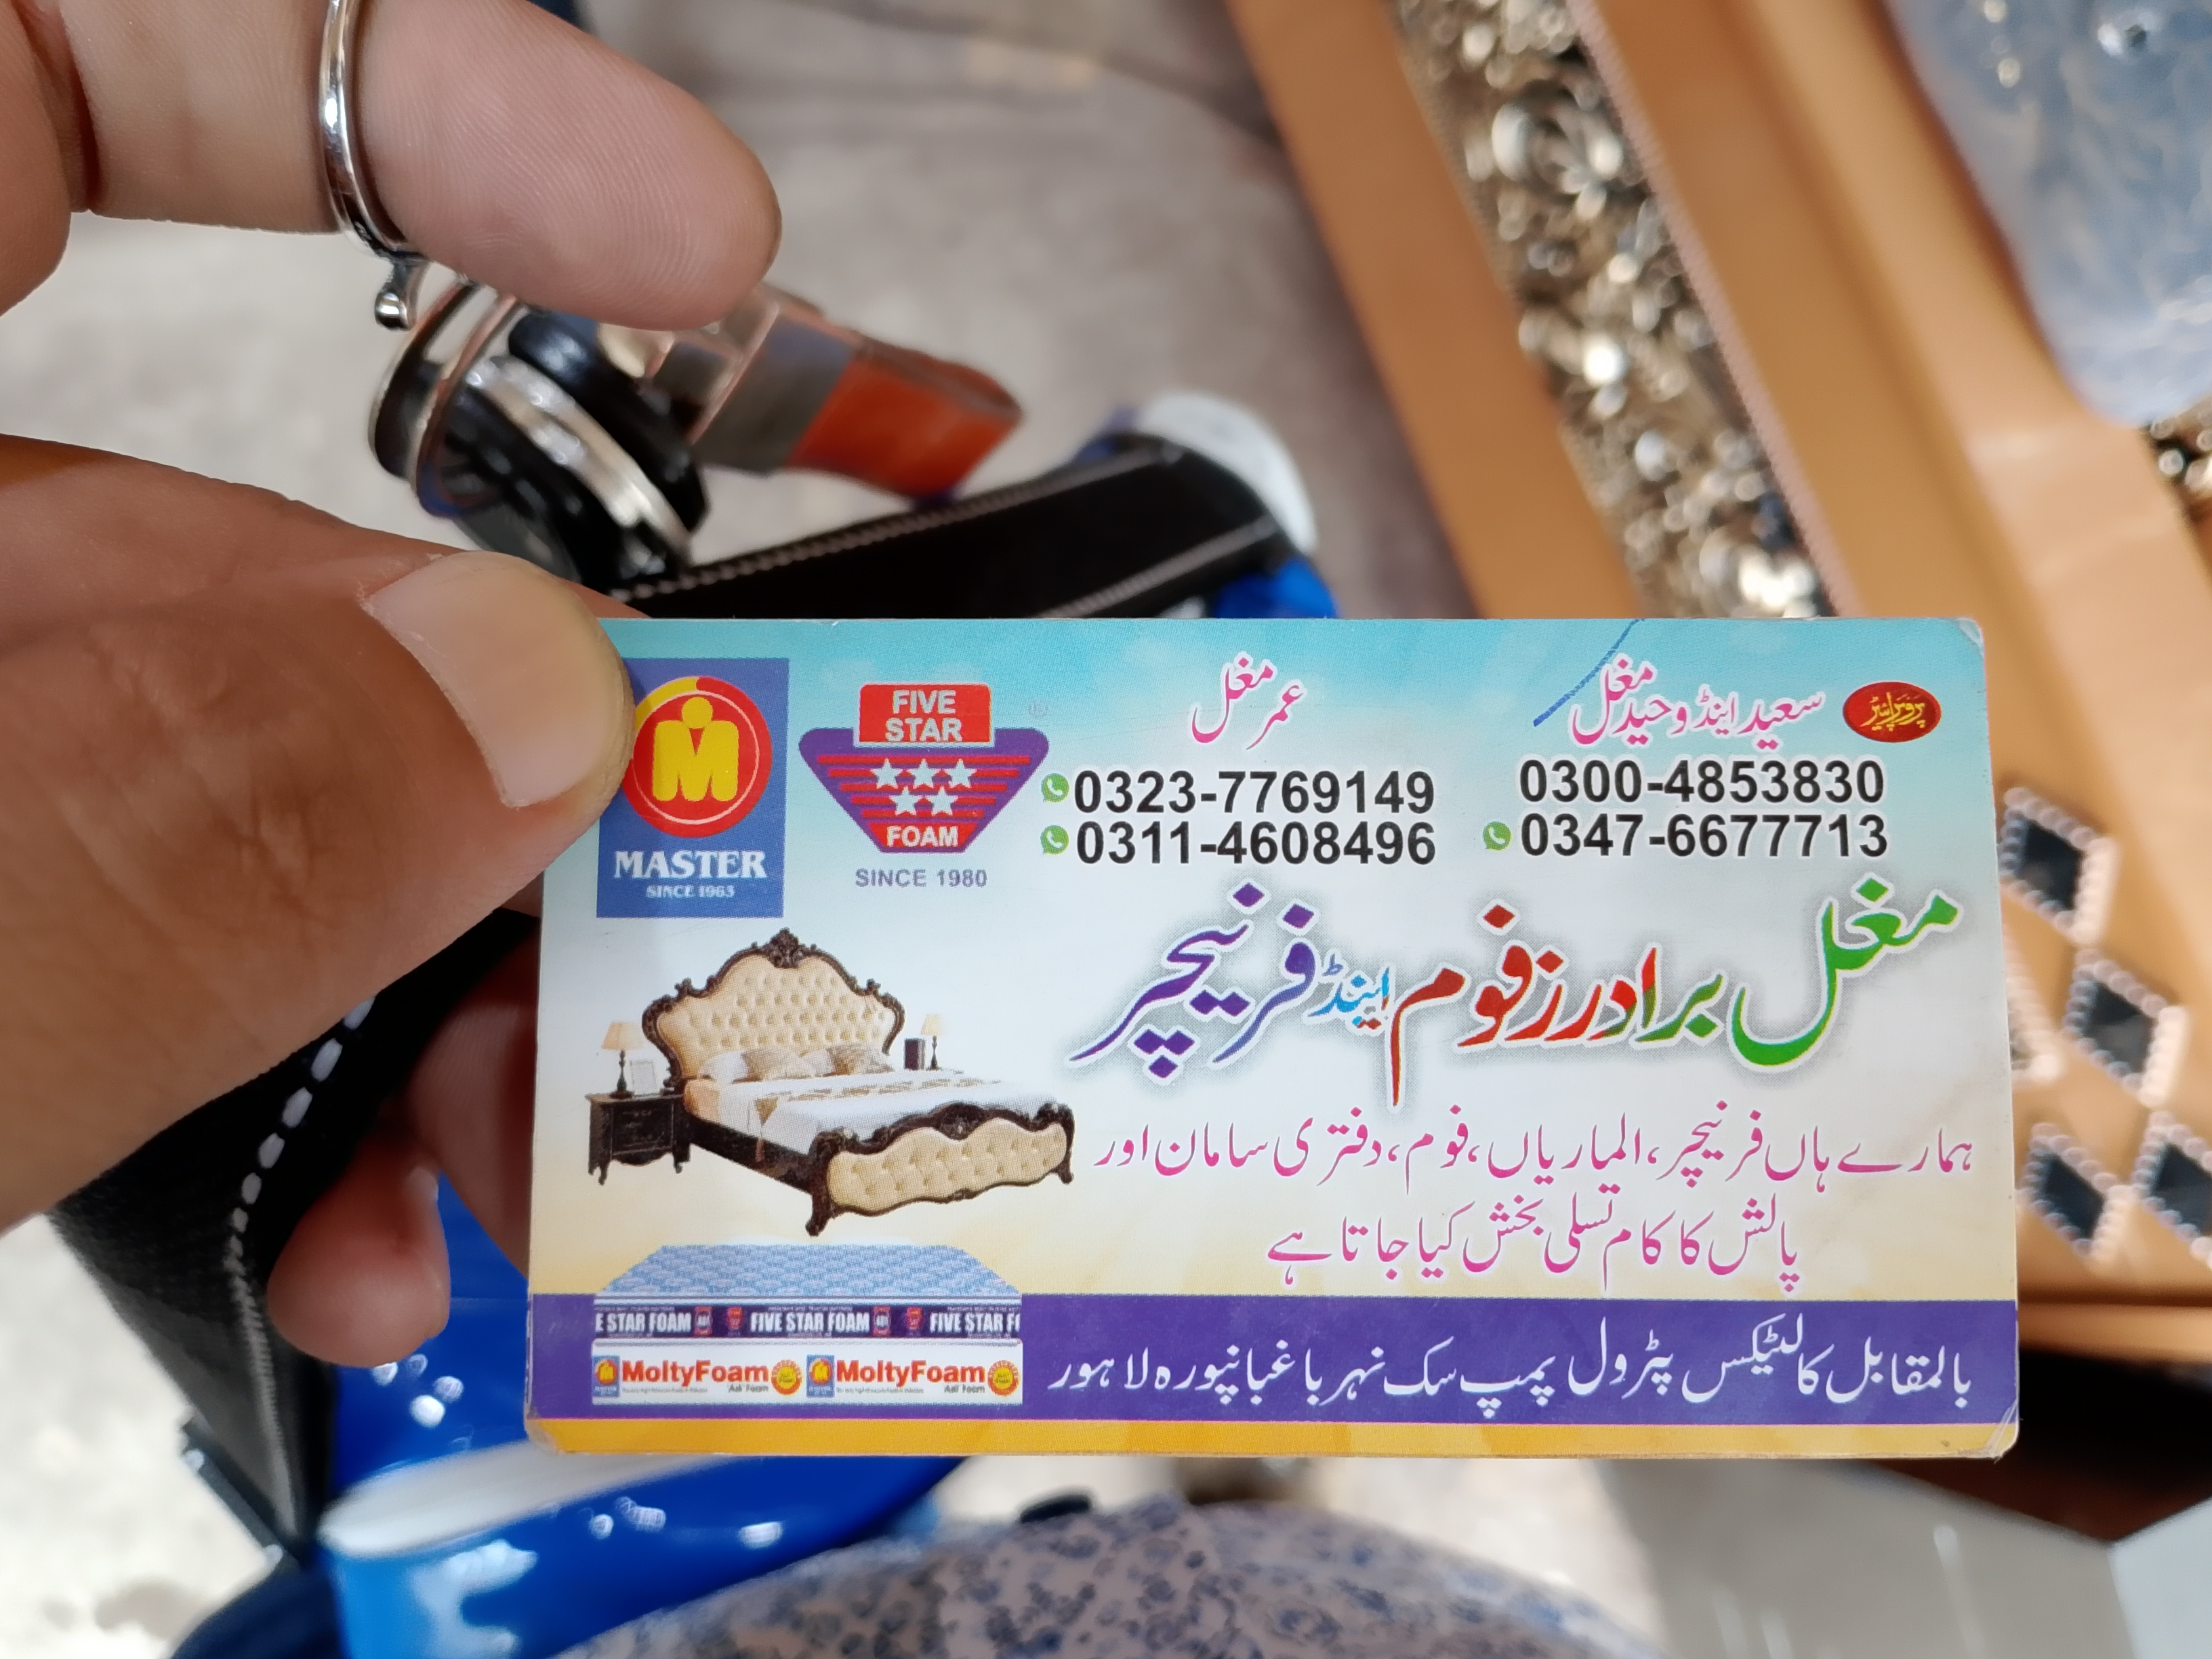 پروپرائیٹر
سعید اینڈ وحید مغل
0300-4853830
0347-6677713
عمر مغل
0323-7769149
0311-4608496
FIVE
STAR
FOAM
SINCE 1980
MASTER
SINCE 1963
مغل برادرز فوم اینڈ فرنیچر
ہمارے ہاں فرنیچر، الماریاں، فوم، دفتری سامان اور
پالش کا کام تسلی بخش کیا جاتا ہے
E STAR FOAM FIVE STAR FOAM FIVE STAR F
MoltyFoam MoltyFoam
بالمقابل کالٹیکس پٹرول پمپ سک نہر باغبانپورہ لاہور